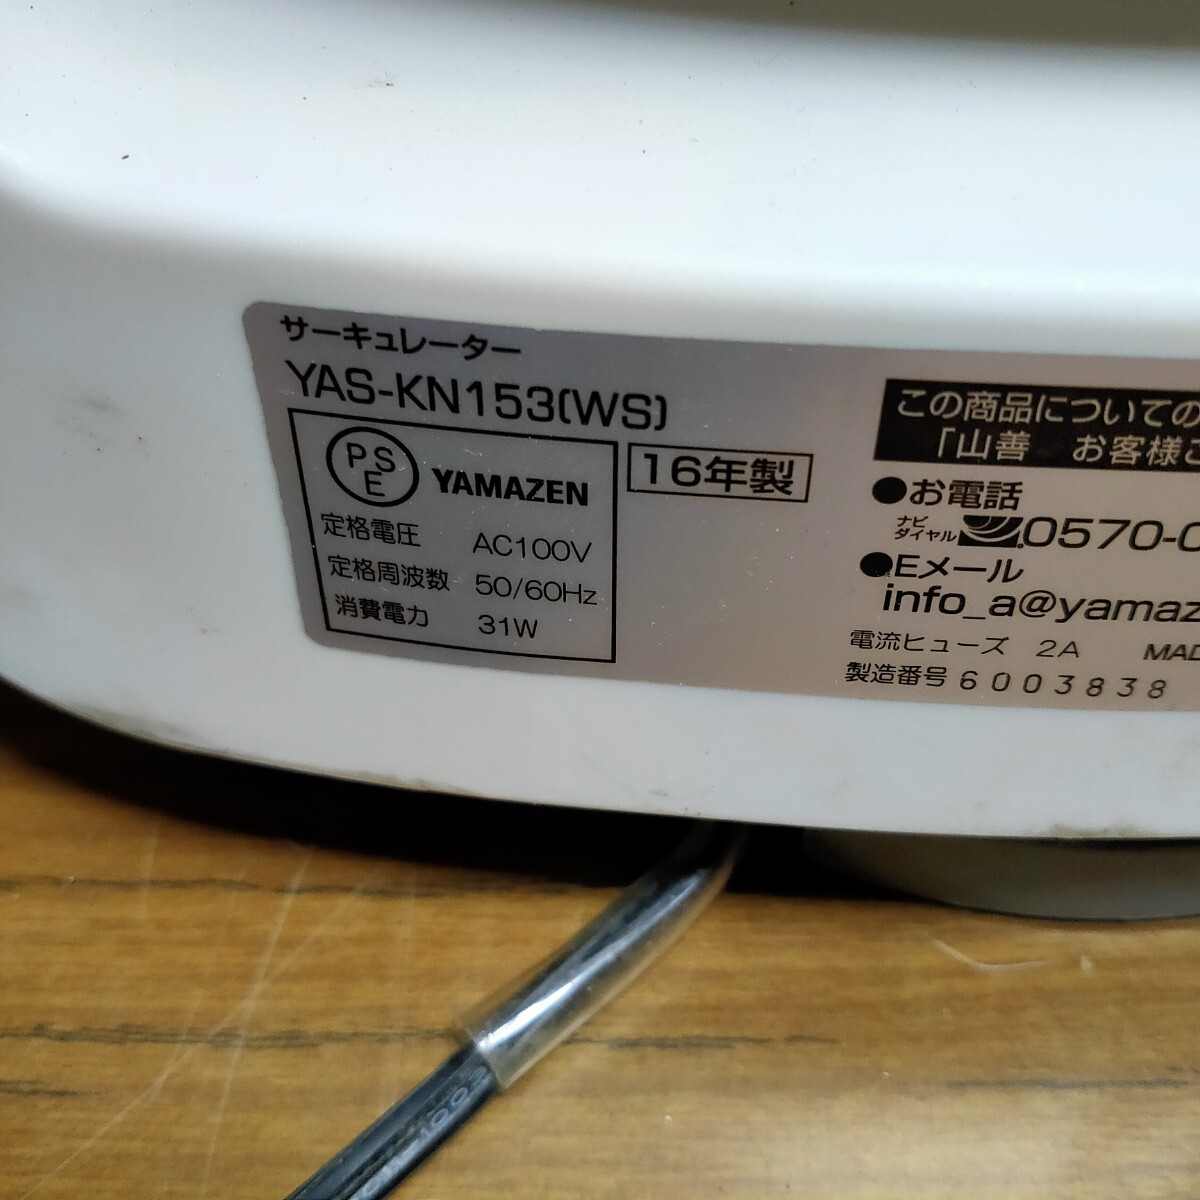 サーキュレーター
YAS-KN153(WS)
PSE YAMAZEN
16年製
定格電圧 AC100V
定格周波数 50/60Hz
消費電力 31W
この商品についての
「山善 お客様
●お電話
ナビダイヤル 0570-0
●Eメール
info_a@yamaz
電流ヒューズ 2A MAD
製造番号 6003838